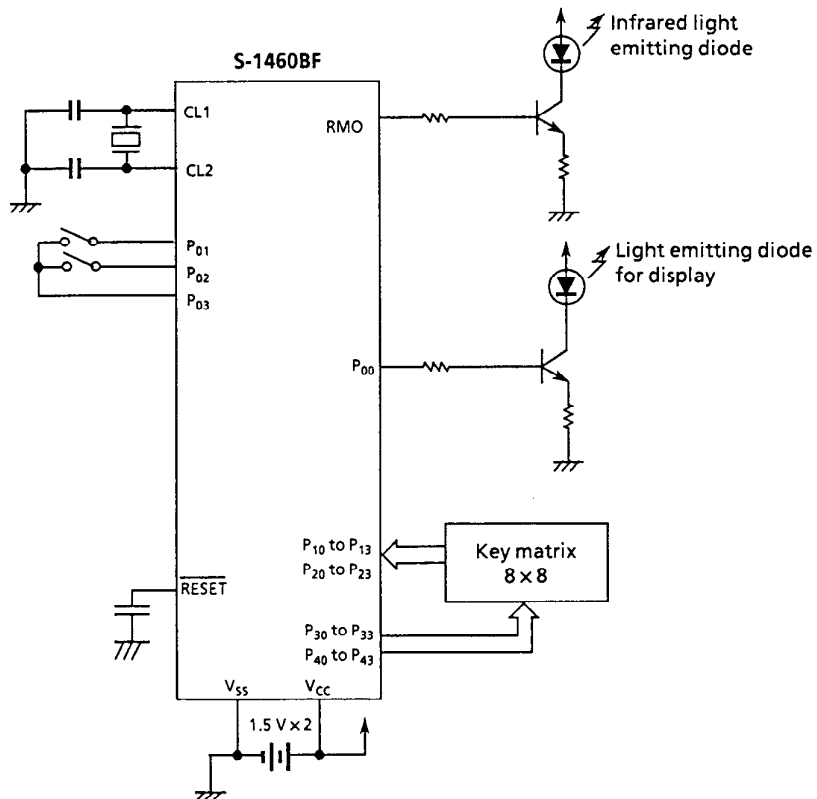 S-1460BF
Infrared light
emitting diode
CL1
RMO
CL2
P01
P02
P03
Light emitting diode
for display
P00
P10 to P13
P20 to P23
Key matrix
8 × 8
RESET
P30 to P33
P40 to P43
VSS
VCC
1.5 V × 2